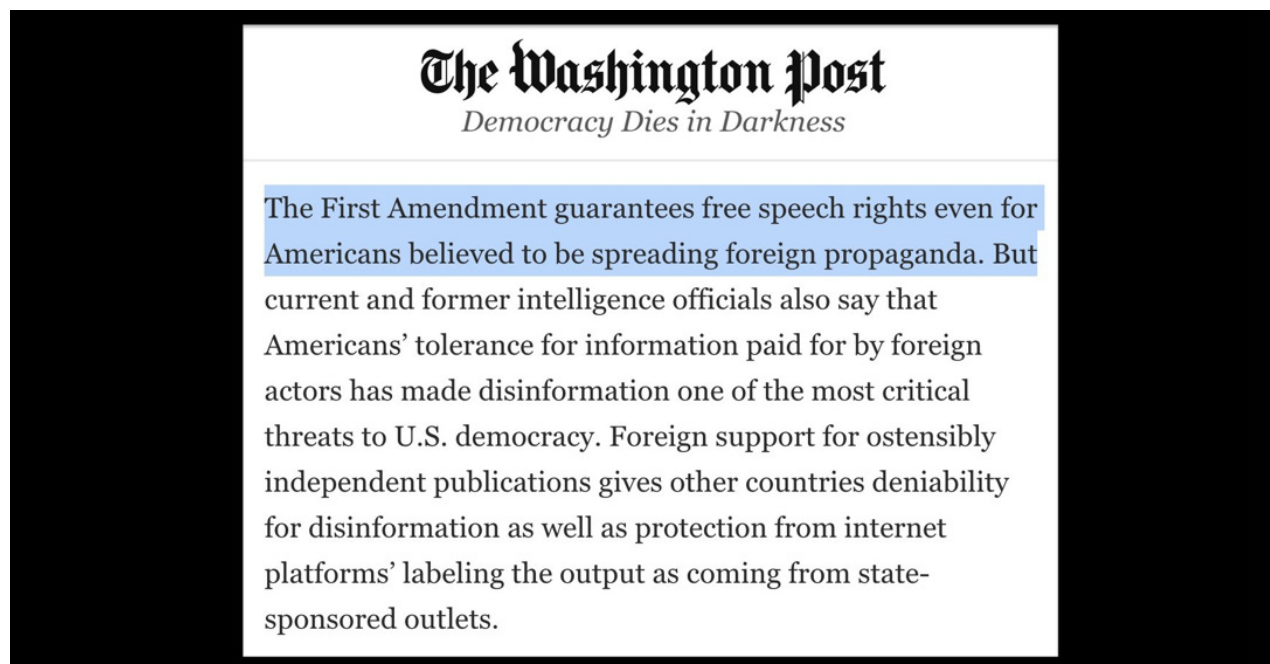 The Washington Post
Democracy Dies in Darkness
The First Amendment guarantees free speech rights even for
Americans believed to be spreading foreign propaganda. But
current and former intelligence officials also say that
Americans’ tolerance for information paid for by foreign
actors has made disinformation one of the most critical
threats to U.S. democracy. Foreign support for ostensibly
independent publications gives other countries deniability
for disinformation as well as protection from internet
platforms’ labeling the output as coming from state-
sponsored outlets.